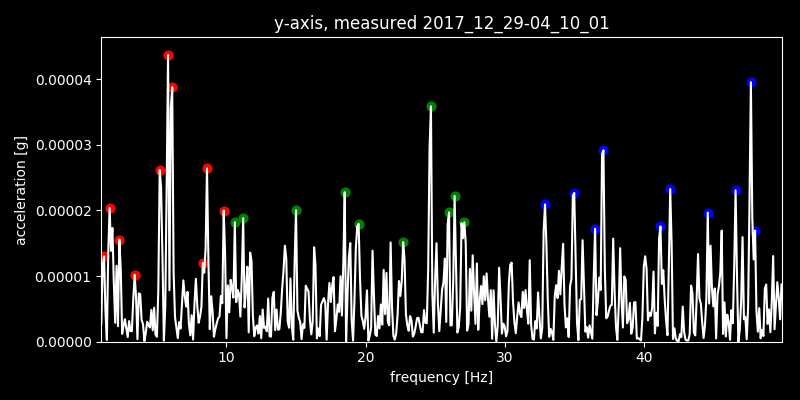 y-axis, measured 2017_12_29-04_10_01
acceleration [g]
0.00004
0.00003
0.00002
0.00001
0.00000
10 20 30 40
frequency [Hz]